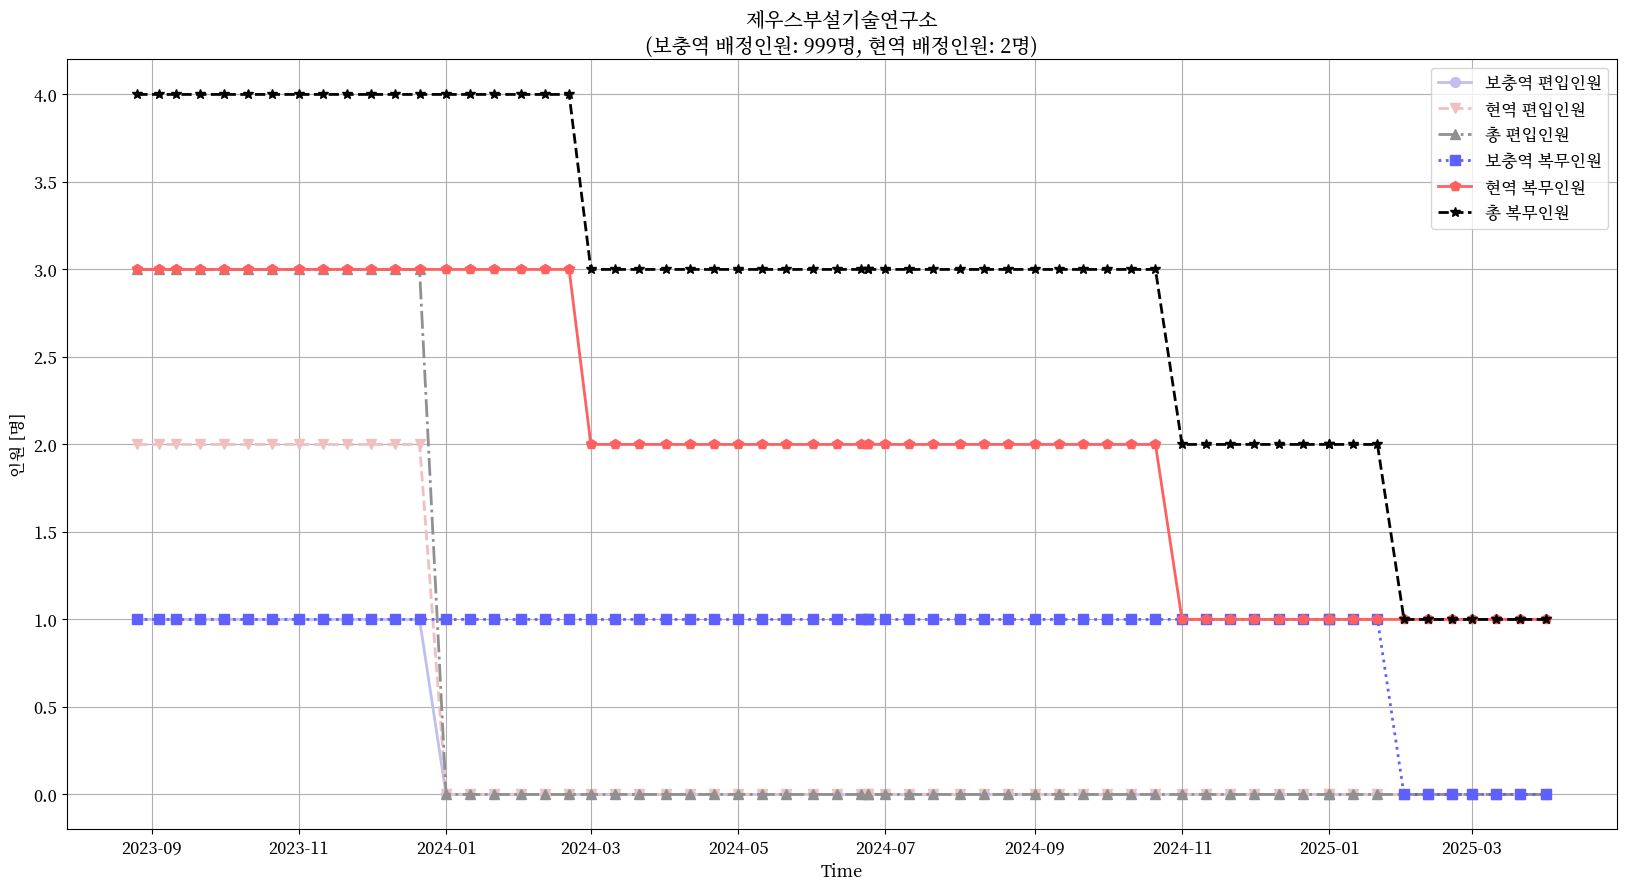 제우스부설기술연구소
(보충역 배정인원: 999명, 현역 배정인원: 2명)
보충역 편입인원
현역 편입인원
총 편입인원
보충역 복무인원
현역 복무인원
총 복무인원
인원 [명]
4.0
3.5
3.0
2.5
2.0
1.5
1.0
0.5
0.0
2023-09
2023-11
2024-01
2024-03
2024-05
2024-07
2024-09
2024-11
2025-01
2025-03
Time